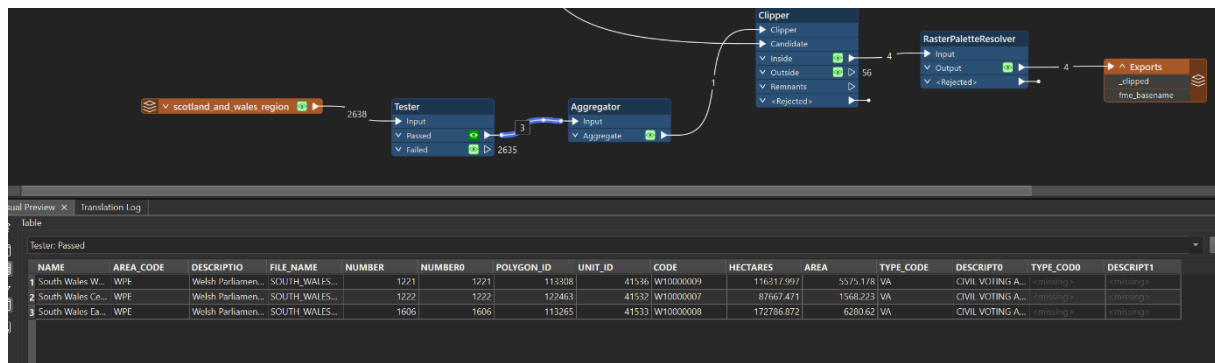 Clipper
Clipper
Candidate
Inside
4
Outside
56
Remnants
<Rejected>
1
RasterPaletteResolver
Input
Output
4
<Rejected>
Exports
_clipped
fme_basename
scotland_and_wales_region
2638
Tester
Input
Passed
3
Failed
2635
Aggregator
Input
Aggregate
Visual Preview Translation Log
Table
Tester: Passed
NAME AREA_CODE DESCRIPTIO FILE_NAME NUMBER NUMBER0 POLYGON_ID UNIT_ID CODE HECTARES AREA TYPE_CODE DESCRIPT0 TYPE_COD0 DESCRIPT1
1 South Wales W... WPE Welsh Parliamen... SOUTH_WALES... 1221 1221 113308 41536 W10000009 116317.997 5575.178 VA CIVIL VOTING A... <missing> <missing>
2 South Wales Ce... WPE Welsh Parliamen... SOUTH_WALES... 1222 1222 122463 41532 W10000007 87667.471 1568.223 VA CIVIL VOTING A... <missing> <missing>
3 South Wales Ea... WPE Welsh Parliamen... SOUTH_WALES... 1606 1606 113265 41533 W10000008 172786.872 6280.62 VA CIVIL VOTING A... <missing> <missing>